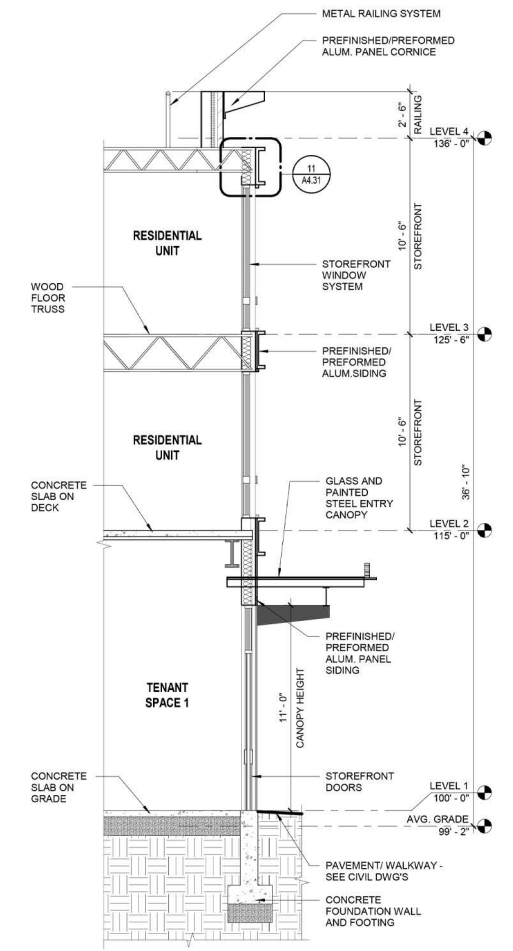 METAL RAILING SYSTEM
PREFINISHED/PREFORMED
ALUM. PANEL CORNICE
2' - 6"
RAILING
LEVEL 4
136' - 0"
11
A4.31
RESIDENTIAL
UNIT
10' - 6"
STOREFRONT
STOREFRONT
WINDOW
SYSTEM
WOOD
FLOOR
TRUSS
LEVEL 3
125' - 6"
PREFINISHED/
PREFORMED
ALUM.SIDING
RESIDENTIAL
UNIT
10' - 6"
STOREFRONT
36' - 10"
CONCRETE
SLAB ON
DECK
GLASS AND
PAINTED
STEEL ENTRY
CANOPY
LEVEL 2
115' - 0"
PREFINISHED/
PREFORMED
ALUM. PANEL
SIDING
TENANT
SPACE 1
11' - 0"
CANOPY HEIGHT
CONCRETE
SLAB ON
GRADE
STOREFRONT
DOORS
LEVEL 1
100' - 0"
AVG. GRADE
99' - 2"
PAVEMENT/ WALKWAY -
SEE CIVIL DWG'S
CONCRETE
FOUNDATION WALL
AND FOOTING